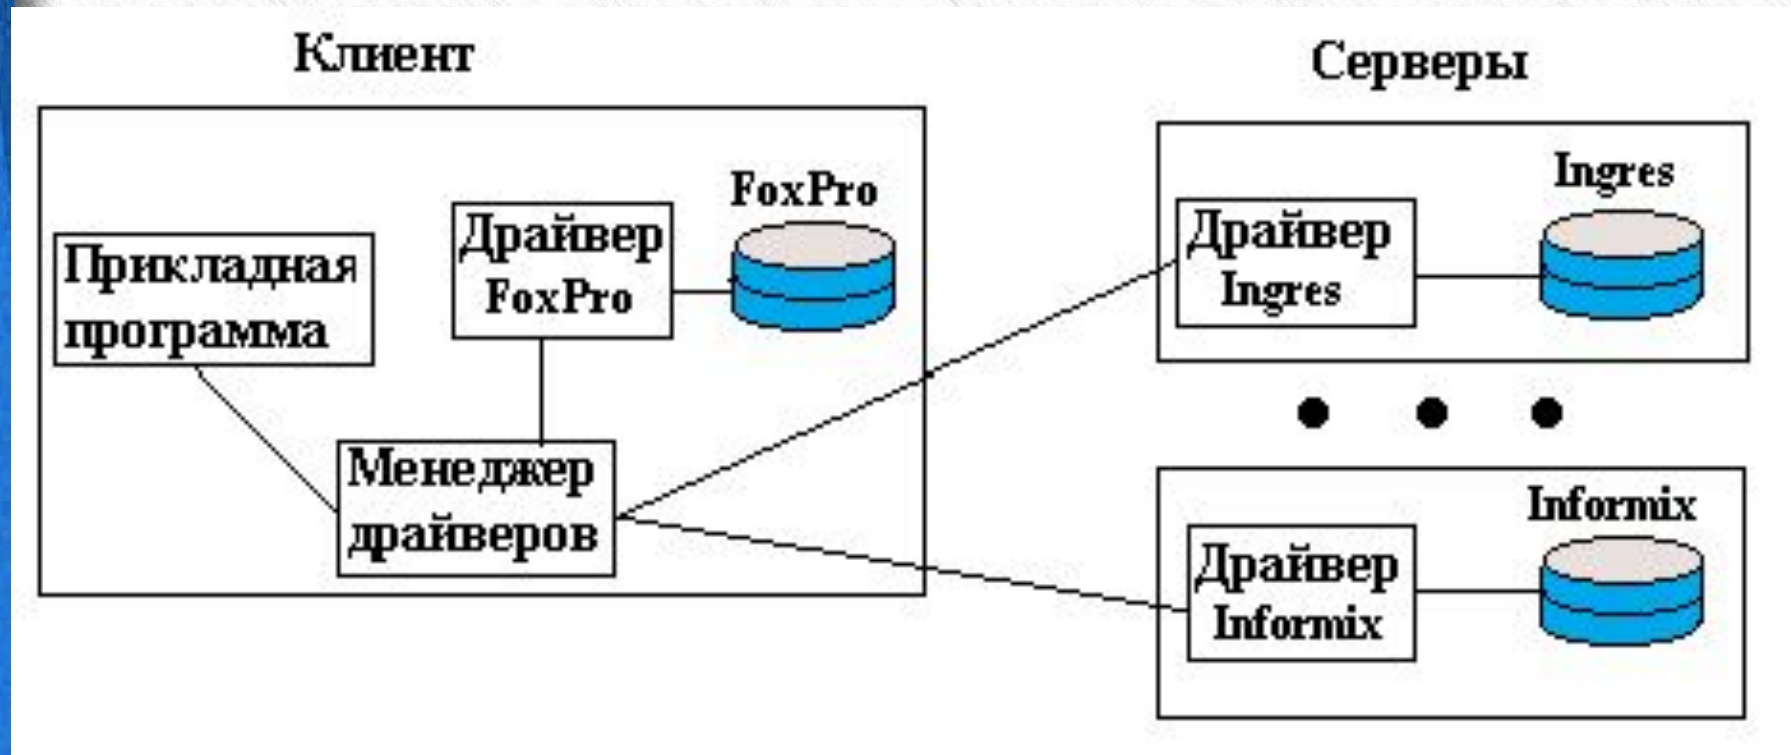 Клиент
Серверы
FoxPro
Драйвер
FoxPro
Прикладная
программа
Менеджер
драйверов
Ingres
Драйвер
Ingres
Informix
Драйвер
Informix